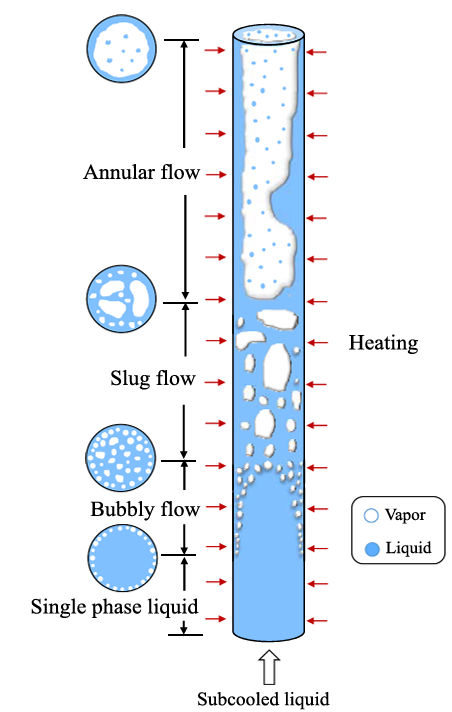 Annular flow
Heating
Slug flow
Bubbly flow
Vapor
Liquid
Single phase liquid
Subcooled liquid